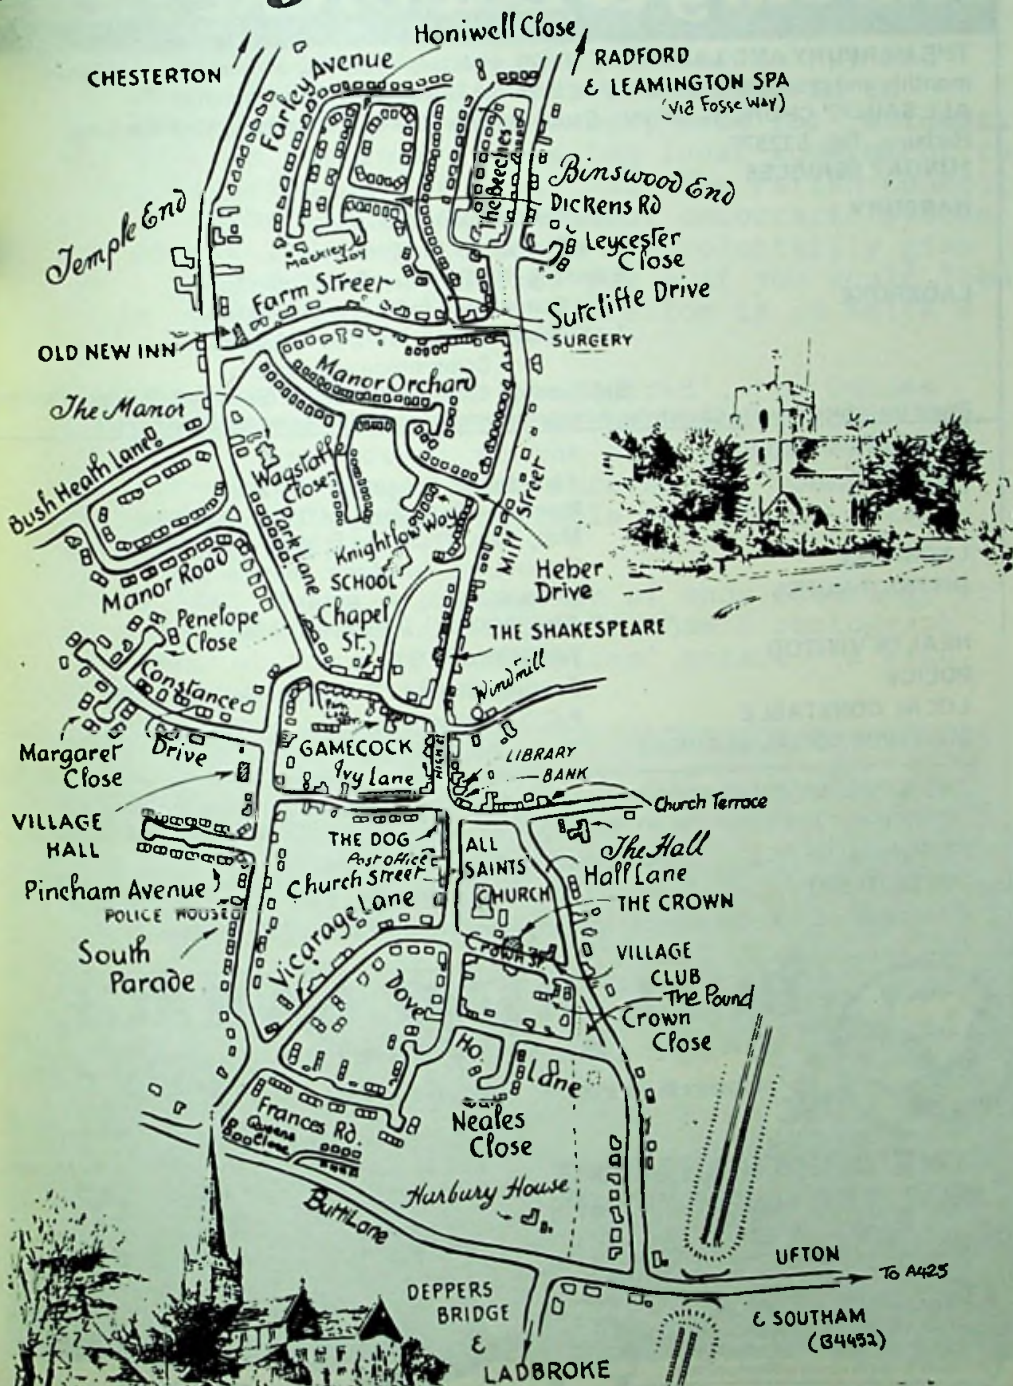 Honiwell Close
CHESTERTON
RADFORD
& LEAMINGTON SPA
(Via Fosse Way)
Farley Avenue
The Beeches
Binswood End
Dickens Rd
Temple End
Leycester
Close
Mackley
Way
Farm Street
Sutcliffe Drive
OLD NEW INN
SURGERY
Manor Orchard
The Manor
Bush Heath Lane
Wagstaff
Close
Park Lane
Mill Street
Knightlow Way
SCHOOL
Heber
Drive
Manor Road
Chapel
St.
Penelope
Close
THE SHAKESPEARE
Constance
Drive
Windmill
Margaret
Close
GAMECOCK
HIGH ST
Ivy Lane
LIBRARY
BANK
Church Terrace
VILLAGE
HALL
THE DOG
Post Office
Church Street
ALL
SAINTS'
CHURCH
The Hall
Hall Lane
Pincham Avenue
POLICE HOUSE
THE CROWN
South
Parade
Vicarage Lane
Crown St.
VILLAGE
CLUB
The Pound
Crown
Close
Dove
Ho.
Lane
Frances Rd.
Queens
Close
Neales
Close
Harbury House
Butt Lane
UFTON
To A425
DEPPERS
BRIDGE
&
LADBROKE
& SOUTHAM
(B4452)